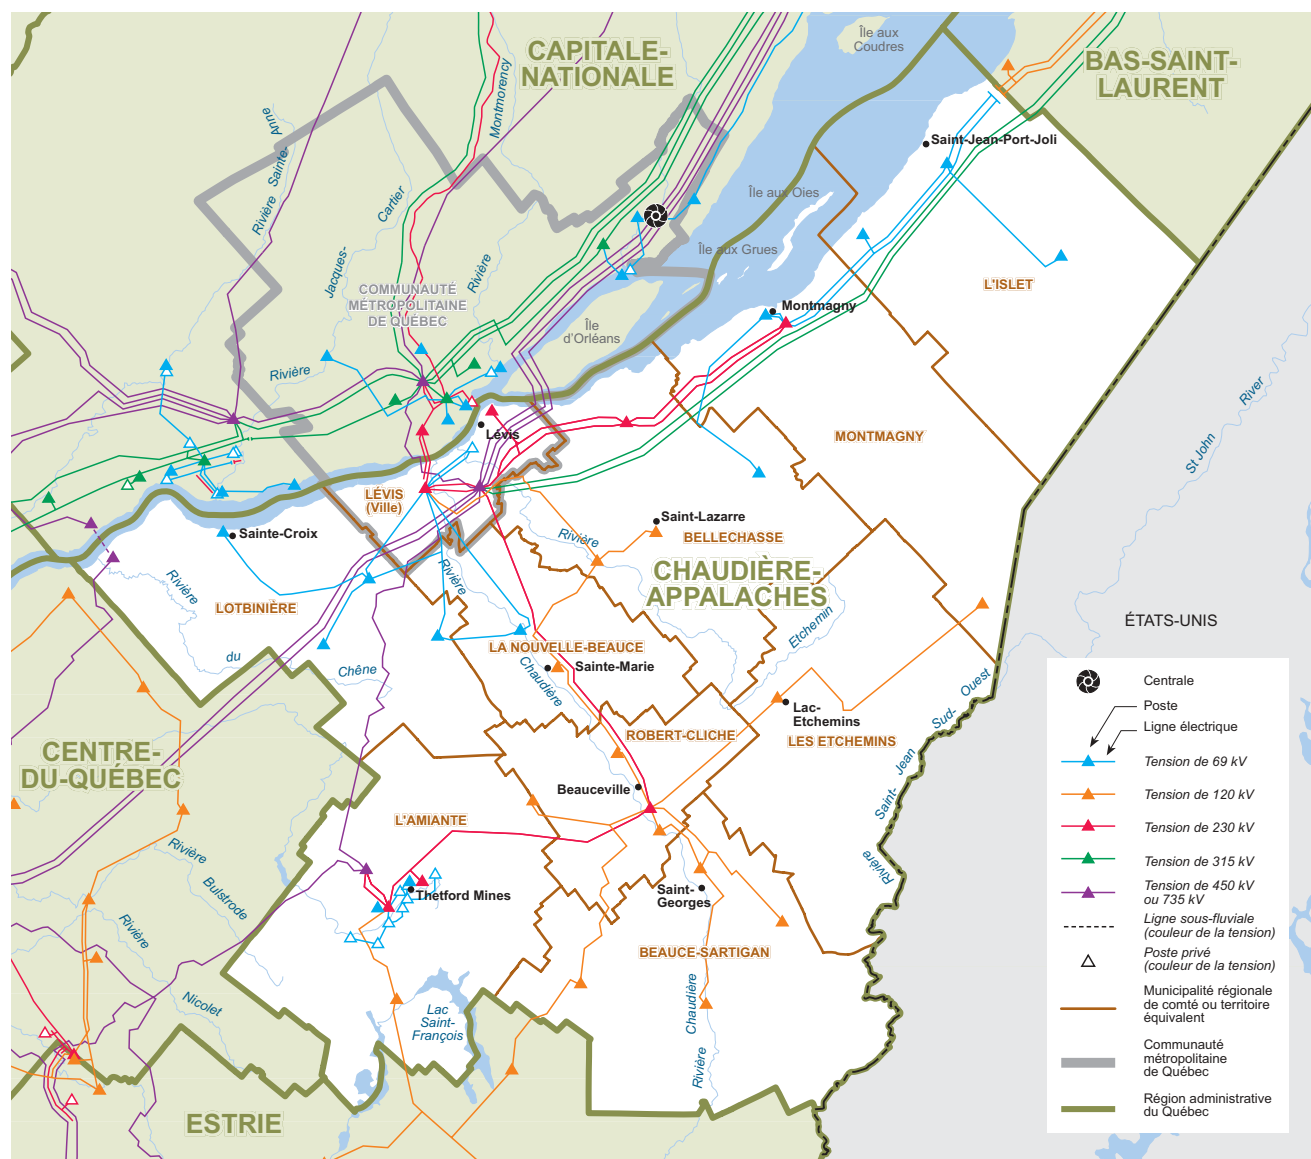 CAPITALE-
NATIONALE
Île aux
Coudres
BAS-SAINT-
LAURENT
Montmorency
Rivière Sainte-
Anne
Cartier
Jacques-
Rivière
Saint-Jean-Port-Joli
Île aux Oies
Île aux Grues
L'ISLET
COMMUNAUTÉ
MÉTROPOLITAINE
DE QUÉBEC
Île
d'Orléans
Montmagny
Rivière
St John
River
Lévis
MONTMAGNY
LÉVIS
(Ville)
Sainte-Croix
Saint-Lazarre
BELLECHASSE
Rivière
Rivière
CHAUDIÈRE-
APPALACHES
Rivière
LOTBINIÈRE
Etchemin
ÉTATS-UNIS
du
Chêne
LA NOUVELLE-BEAUCE
Sainte-Marie
Chaudière
Lac-
Etchemins
LES ETCHEMINS
ROBERT-CLICHE
Rivière
Saint-
Jean
Sud-
Ouest
CENTRE-
DU-QUÉBEC
Beauceville
L'AMIANTE
Rivière
Bulstrode
Thetford Mines
Saint-
Georges
Rivière
Nicolet
BEAUCE-SARTIGAN
Chaudière
Rivière
Lac
Saint-
François
ESTRIE
Centrale
Poste
Ligne électrique
Tension de 69 kV
Tension de 120 kV
Tension de 230 kV
Tension de 315 kV
Tension de 450 kV
ou 735 kV
Ligne sous-fluviale
(couleur de la tension)
Poste privé
(couleur de la tension)
Municipalité régionale
de comté ou territoire
équivalent
Communauté
métropolitaine
de Québec
Région administrative
du Québec